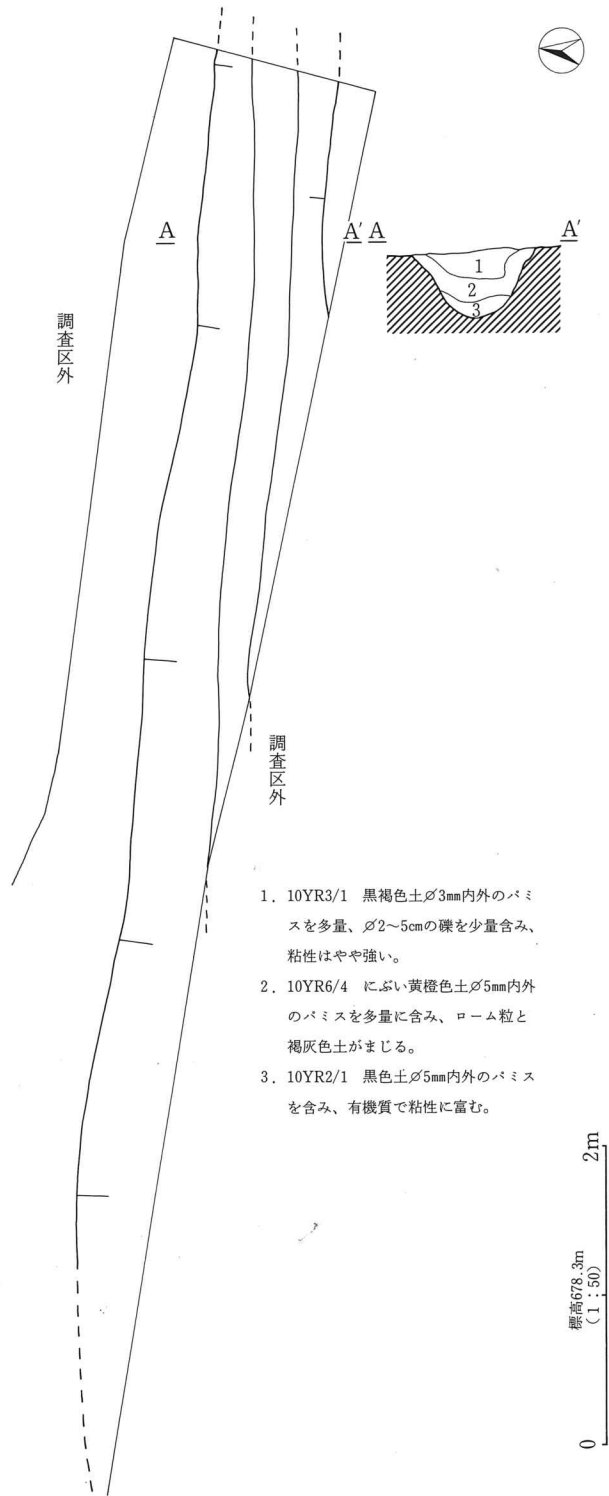 A
A′
A
A′
1
2
3
調査区外
調査区外
1．10YR3/1　黒褐色土∅3mm内外のパミ
スを多量、∅2～5cmの礫を少量含み、
粘性はやや強い。
2．10YR6/4　にぶい黄橙色土∅5mm内外
のパミスを多量に含み、ローム粒と
褐灰色土がまじる。
3．10YR2/1　黒色土∅5mm内外のパミス
を含み、有機質で粘性に富む。
0
標高678.3m
（1：50）
2m